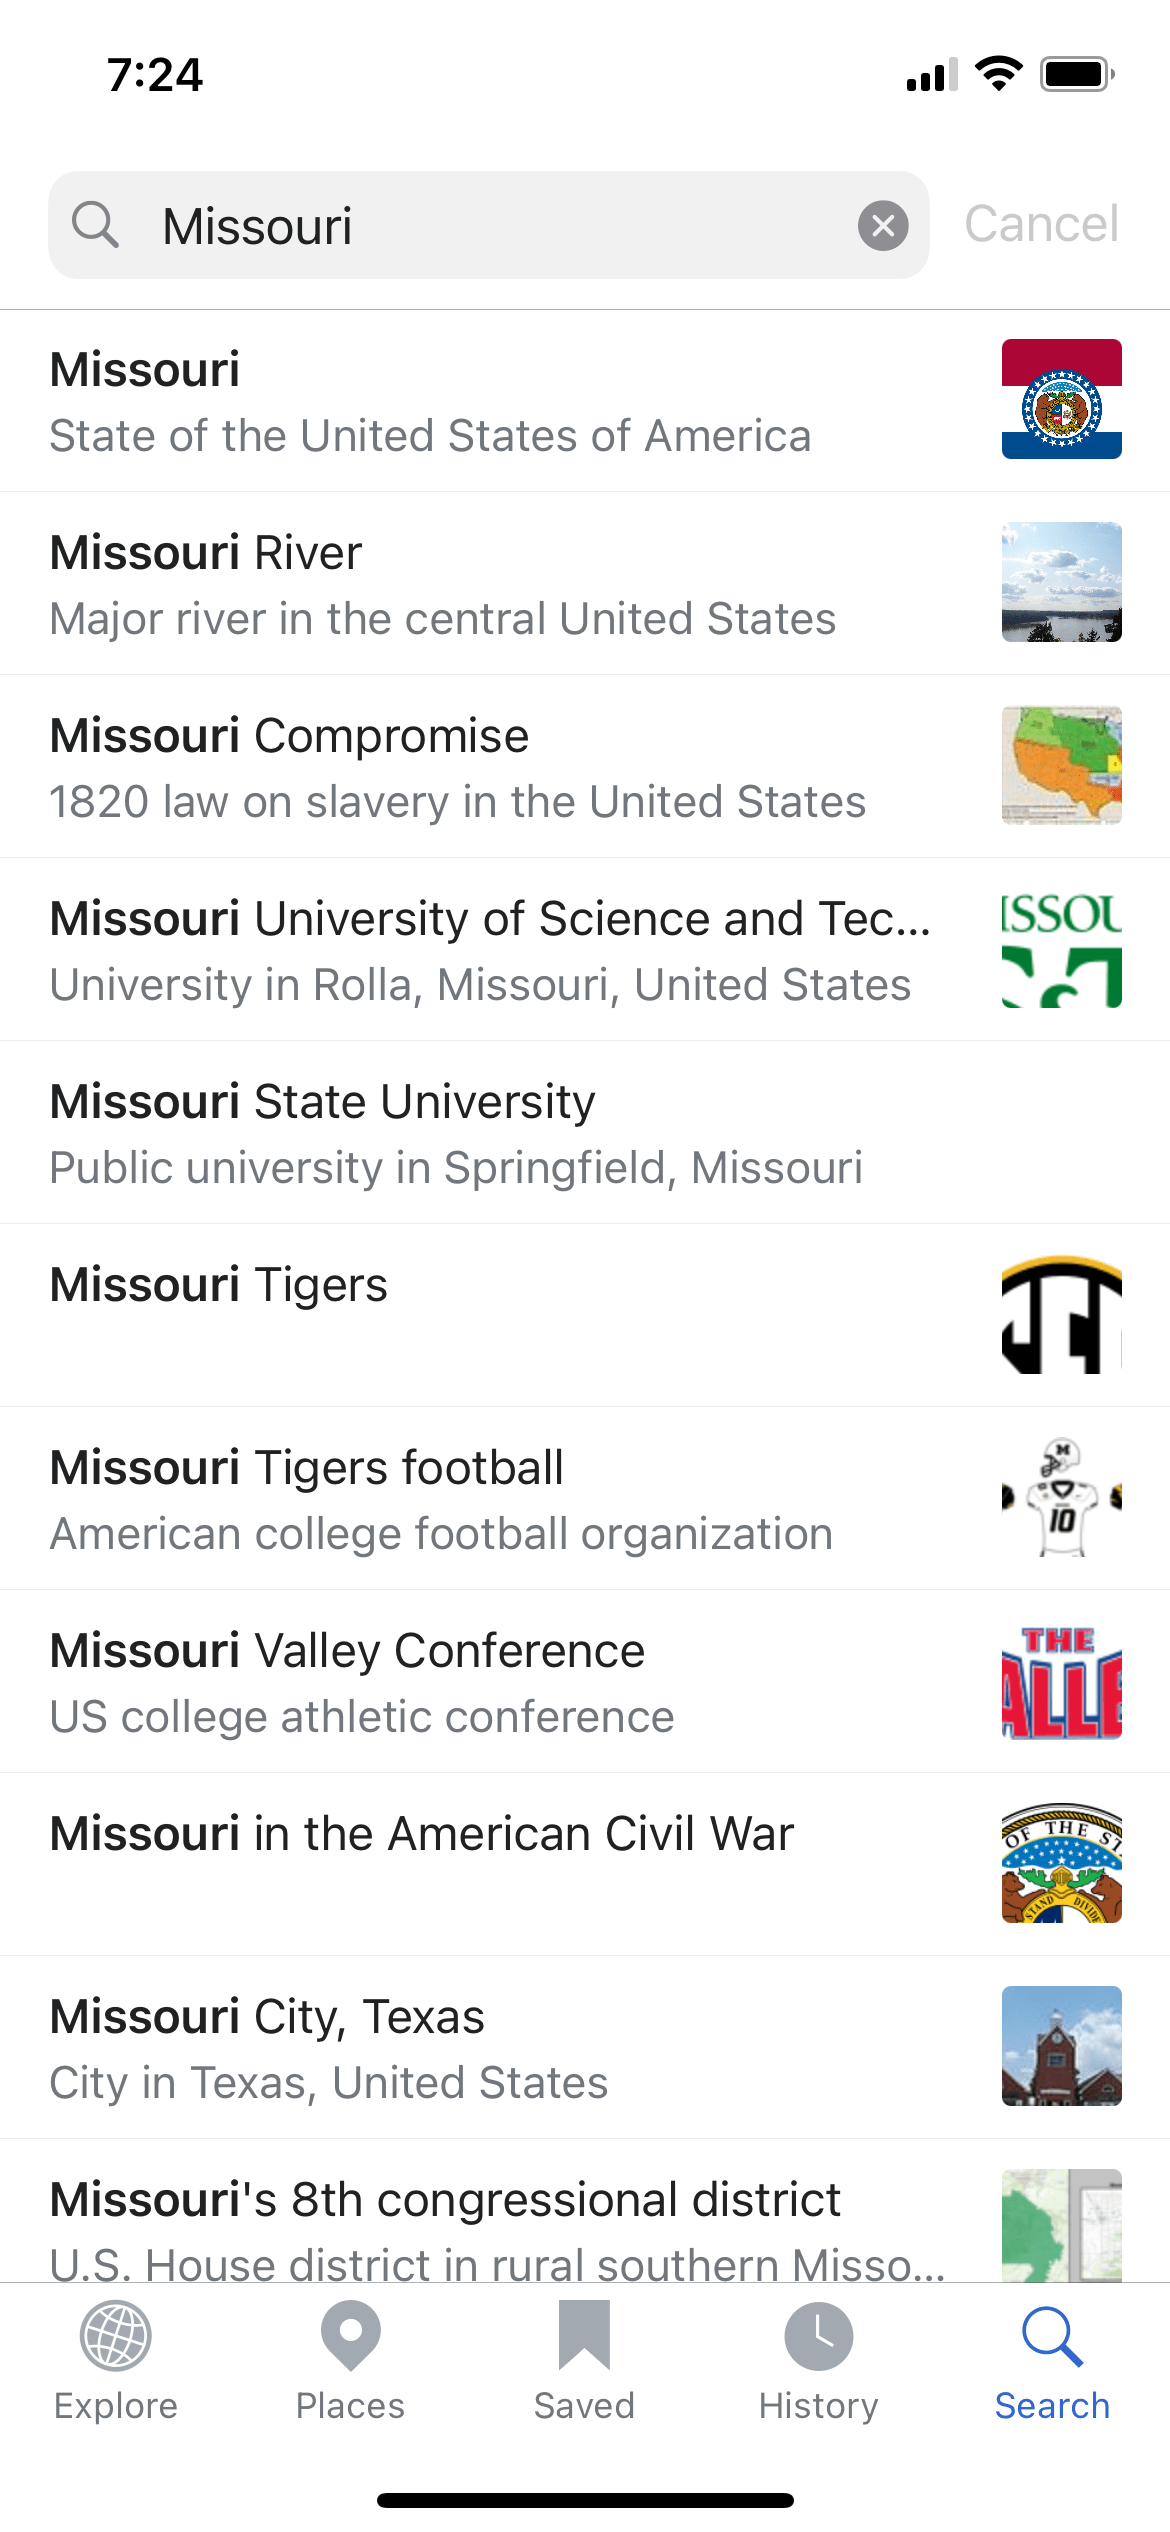 7:24
Missouri
Cancel
Missouri
State of the United States of America
Missouri River
Major river in the central United States
Missouri Compromise
1820 law on slavery in the United States
Missouri University of Science and Tec...
ISSOU
S&T
University in Rolla, Missouri, United States
Missouri State University
Public university in Springfield, Missouri
Missouri Tigers
Missouri Tigers football
M
10
American college football organization
Missouri Valley Conference
THE
ALLE
US college athletic conference
Missouri in the American Civil War
OF THE ST
STAND DIVIDE
Missouri City, Texas
City in Texas, United States
Missouri's 8th congressional district
U.S. House district in rural southern Misso...
Explore
Places
Saved
History
Search